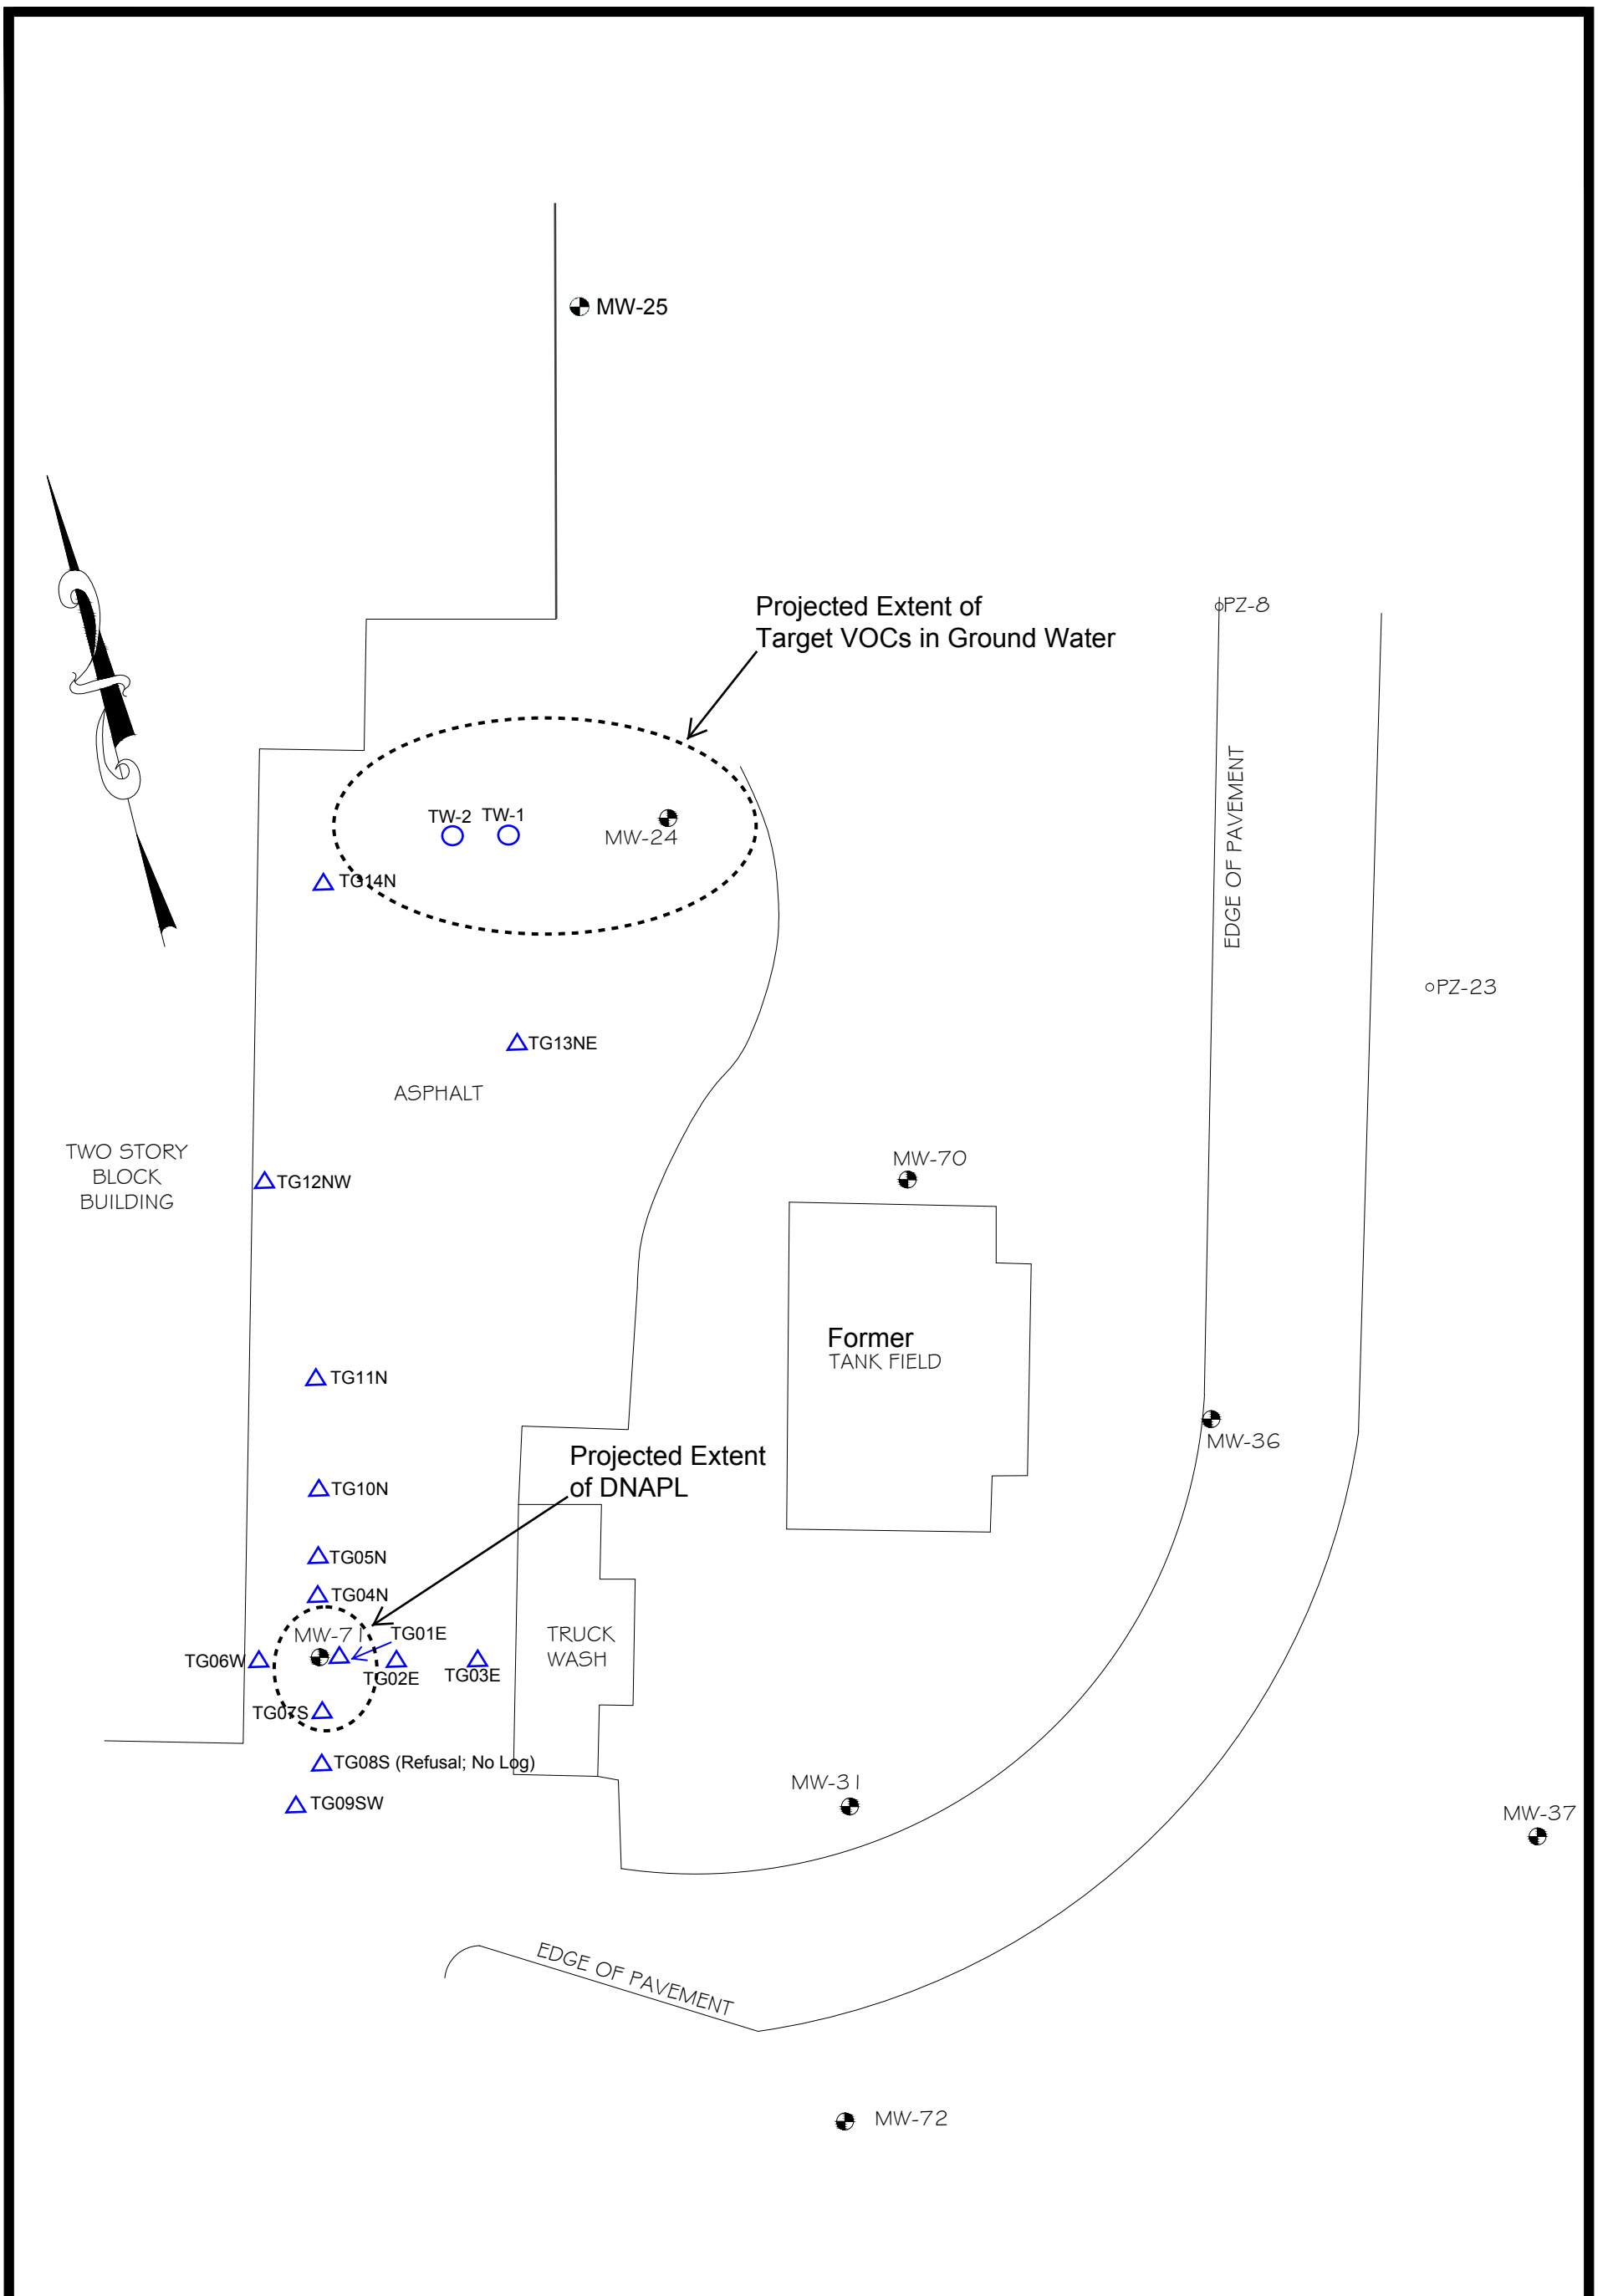 MW-25
Projected Extent of
Target VOCs in Ground Water
PZ-8
EDGE OF PAVEMENT
TW-2
TW-1
MW-24
TG14N
PZ-23
TG13NE
ASPHALT
TWO STORY
BLOCK
BUILDING
TG12NW
MW-70
Former
TANK FIELD
TG11N
MW-36
Projected Extent
of DNAPL
TG10N
TG05N
TG04N
MW-71
TG01E
TRUCK
WASH
TG06W
TG02E
TG03E
TG07S
TG08S (Refusal; No Log)
TG09SW
MW-31
MW-37
EDGE OF PAVEMENT
MW-72